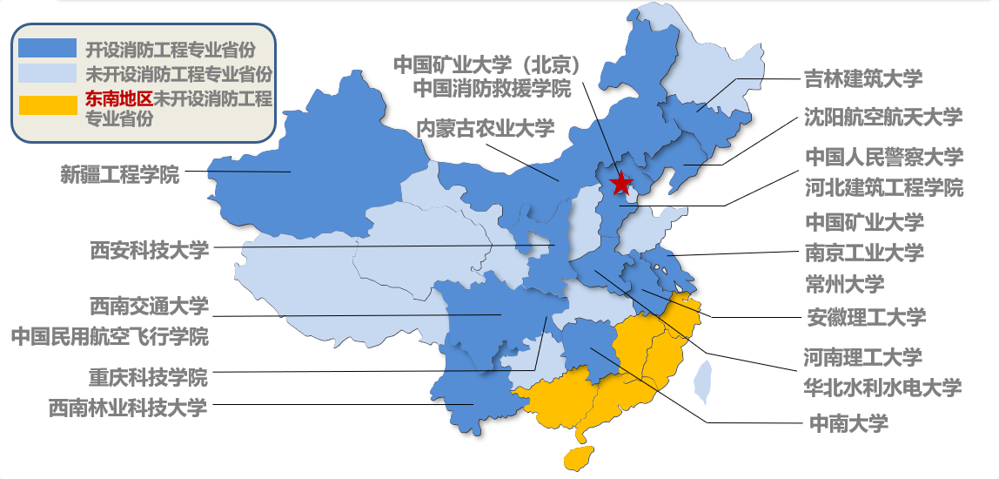 开设消防工程专业省份
未开设消防工程专业省份
东南地区未开设消防工程
专业省份
中国矿业大学（北京）
中国消防救援学院
内蒙古农业大学
新疆工程学院
西安科技大学
西南交通大学
中国民用航空飞行学院
重庆科技学院
西南林业科技大学
吉林建筑大学
沈阳航空航天大学
中国人民警察大学
河北建筑工程学院
中国矿业大学
南京工业大学
常州大学
安徽理工大学
河南理工大学
华北水利水电大学
中南大学